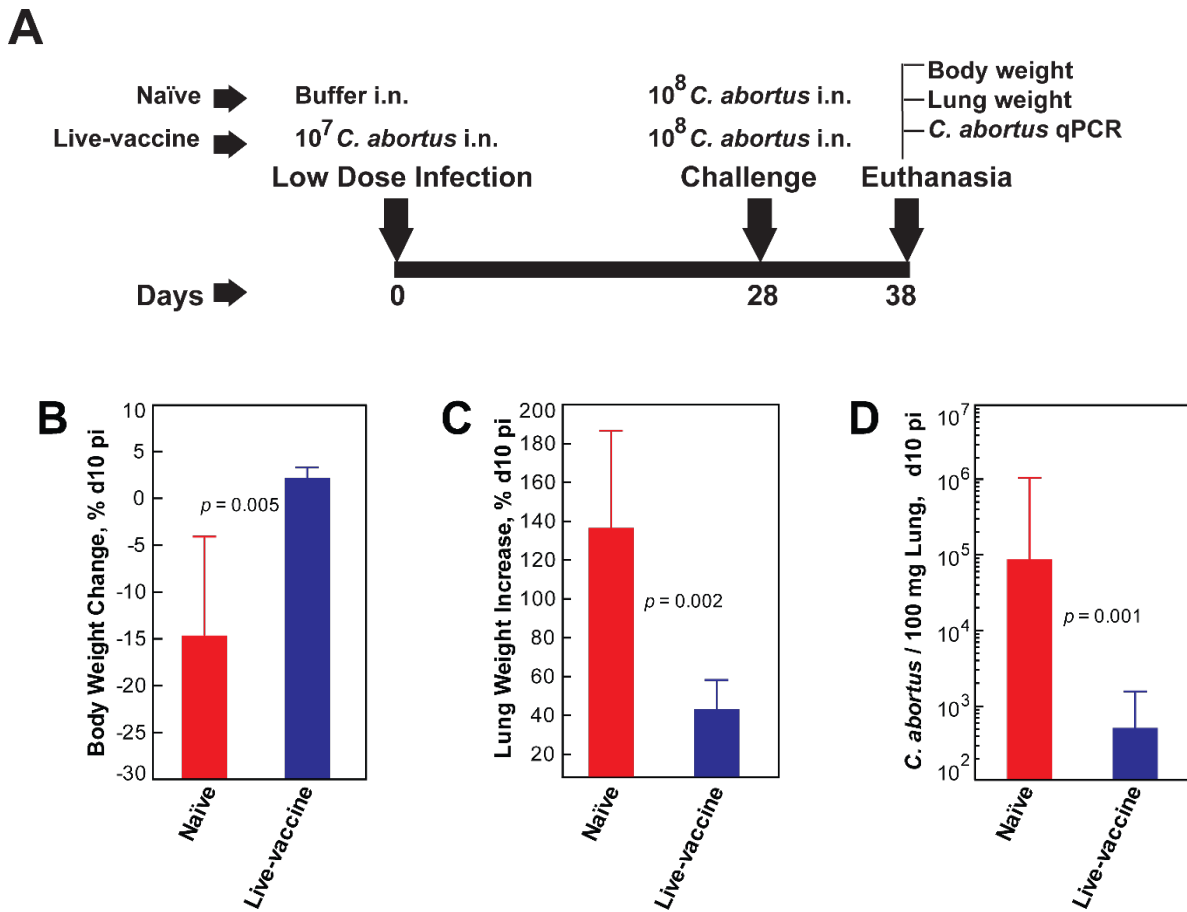 A
Naïve
Buffer i.n.
10⁸ C. abortus i.n.
Body weight
Lung weight
C. abortus qPCR
Live-vaccine
10⁷ C. abortus i.n.
10⁸ C. abortus i.n.
Low Dose Infection
Challenge
Euthanasia
Days
0
28
38
B
Body Weight Change, % d10 pi
10
5
0
-5
-10
-15
-20
-25
-30
p = 0.005
Naïve
Live-vaccine
C
Lung Weight Increase, % d10 pi
200
180
160
140
120
100
80
60
40
20
p = 0.002
Naïve
Live-vaccine
D
C. abortus / 100 mg Lung, d10 pi
10⁷
10⁶
10⁵
10⁴
10³
10²
p = 0.001
Naïve
Live-vaccine